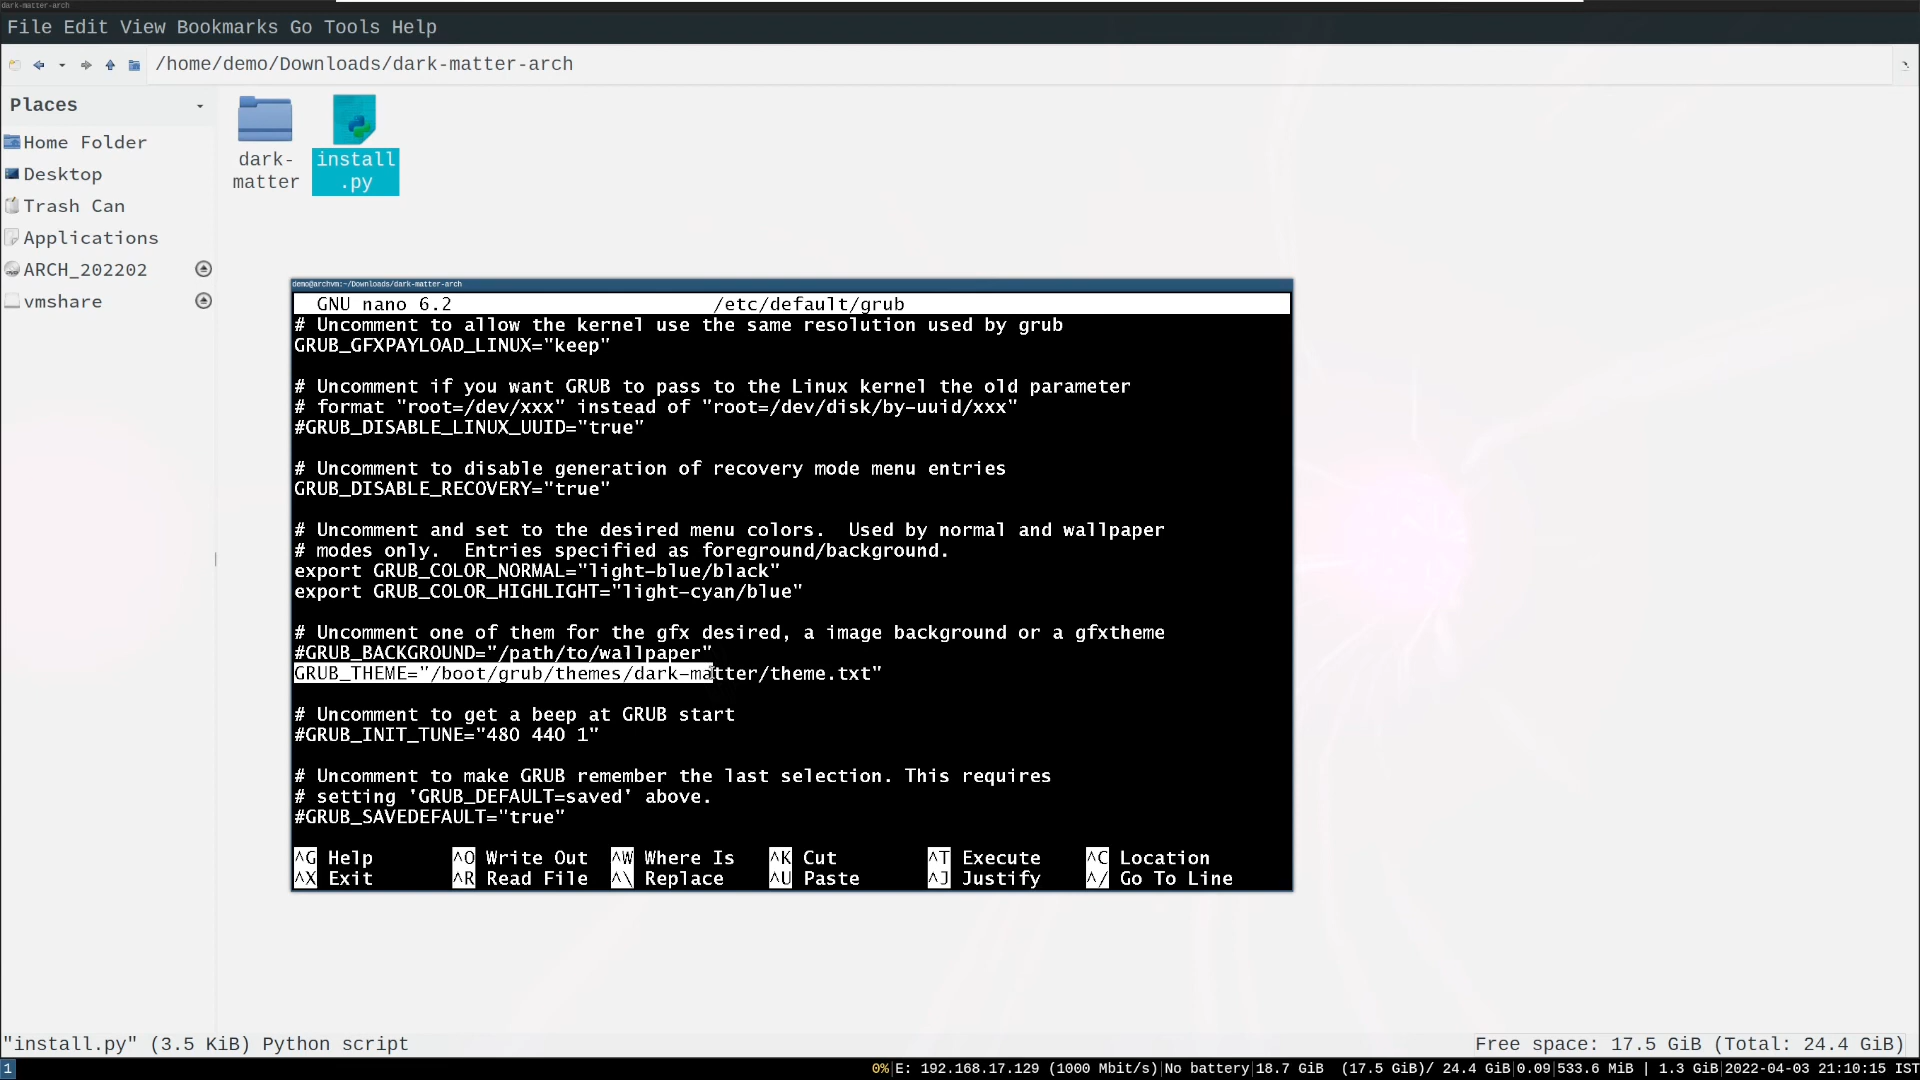 dark-matter-arch
File Edit View Bookmarks Go Tools Help
/home/demo/Downloads/dark-matter-arch
Places
Home Folder
Desktop
Trash Can
Applications
ARCH_202202
vmshare
dark-
matter
install
.py
demo@archvm:~/Downloads/dark-matter-arch
GNU nano 6.2 /etc/default/grub
# Uncomment to allow the kernel use the same resolution used by grub
GRUB_GFXPAYLOAD_LINUX="keep"
# Uncomment if you want GRUB to pass to the Linux kernel the old parameter
# format "root=/dev/xxx" instead of "root=/dev/disk/by-uuid/xxx"
#GRUB_DISABLE_LINUX_UUID="true"
# Uncomment to disable generation of recovery mode menu entries
GRUB_DISABLE_RECOVERY="true"
# Uncomment and set to the desired menu colors.  Used by normal and wallpaper
# modes only.  Entries specified as foreground/background.
export GRUB_COLOR_NORMAL="light-blue/black"
export GRUB_COLOR_HIGHLIGHT="light-cyan/blue"
# Uncomment one of them for the gfx desired, a image background or a gfxtheme
#GRUB_BACKGROUND="/path/to/wallpaper"
GRUB_THEME="/boot/grub/themes/dark-matter/theme.txt"
# Uncomment to get a beep at GRUB start
#GRUB_INIT_TUNE="480 440 1"
# Uncomment to make GRUB remember the last selection. This requires
# setting 'GRUB_DEFAULT=saved' above.
#GRUB_SAVEDEFAULT="true"
^G Help ^O Write Out ^W Where Is ^K Cut ^T Execute ^C Location
^X Exit ^R Read File ^\ Replace ^U Paste ^J Justify ^/ Go To Line
"install.py" (3.5 KiB) Python script
Free space: 17.5 GiB (Total: 24.4 GiB)
1
0%|E: 192.168.17.129 (1000 Mbit/s)|No battery|18.7 GiB  (17.5 GiB)/ 24.4 GiB|0.09|533.6 MiB | 1.3 GiB|2022-04-03 21:10:15 IST